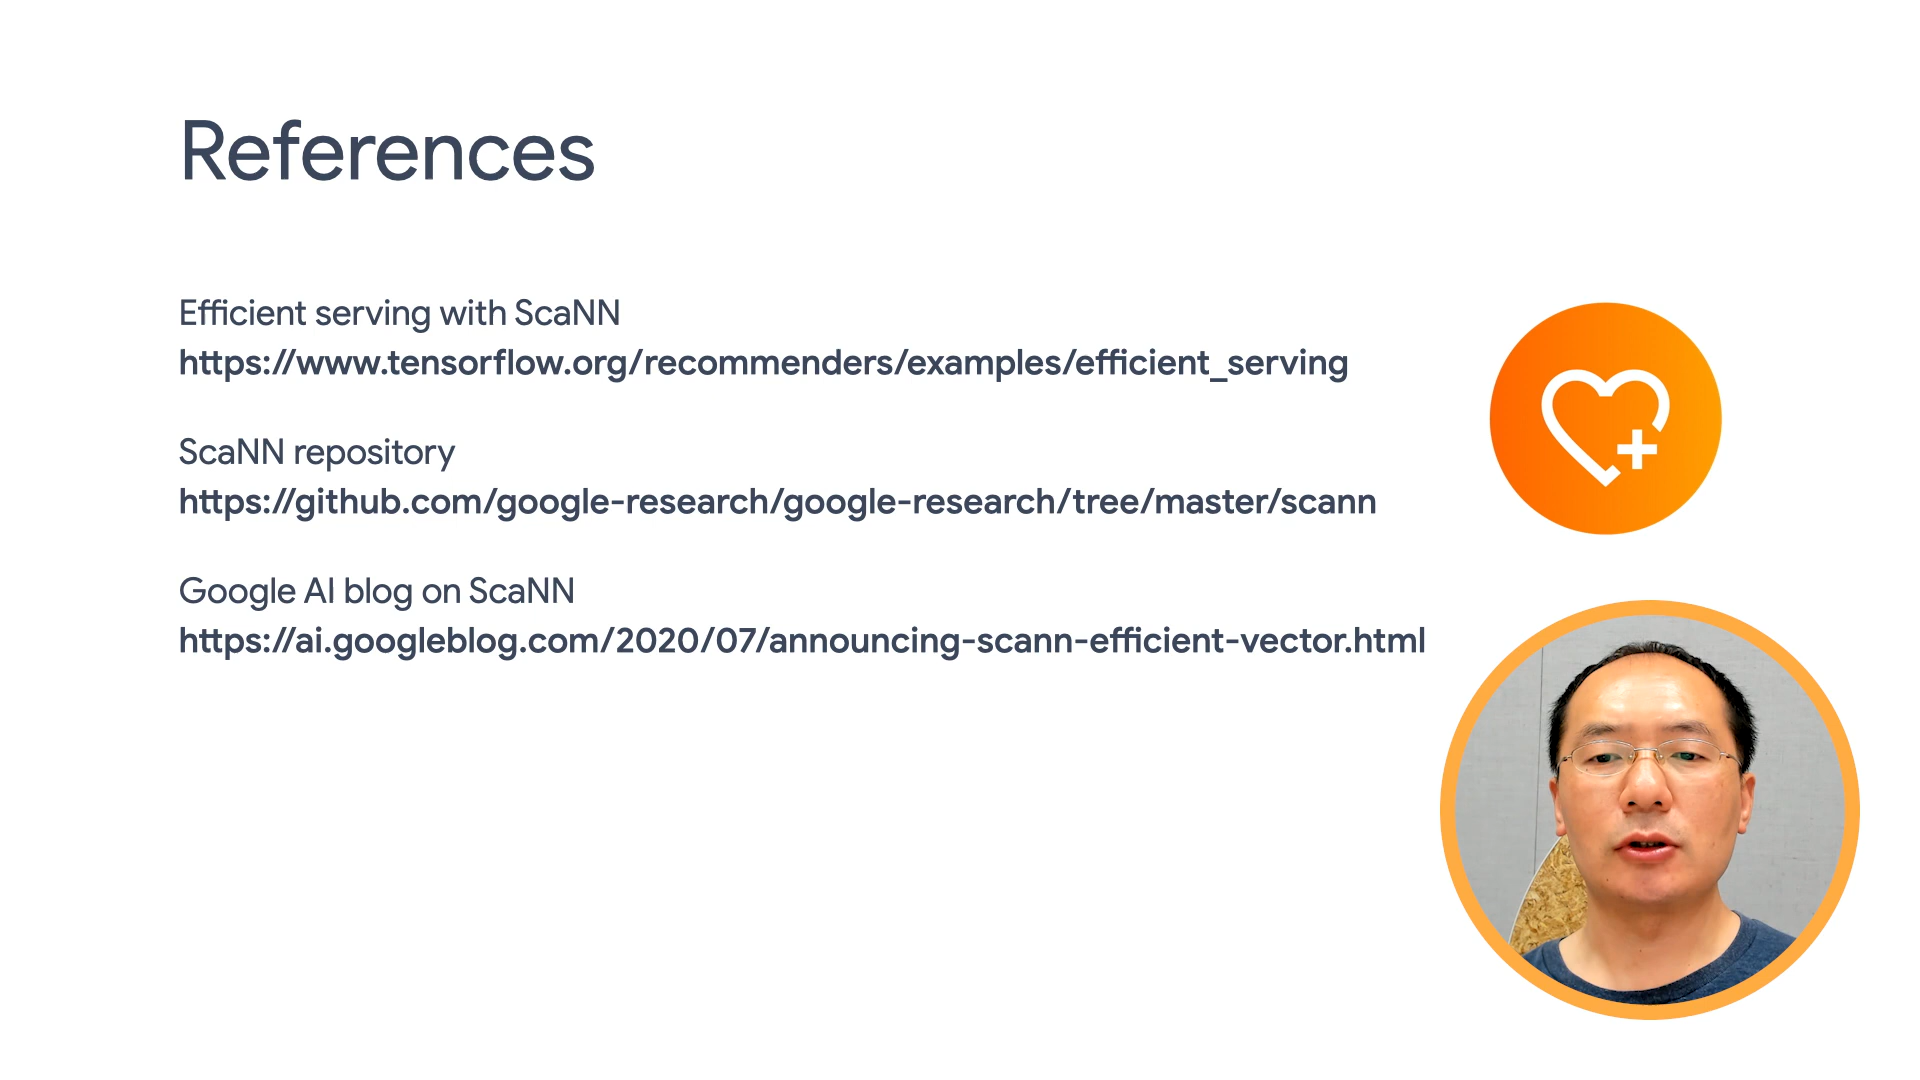 References
Efficient serving with ScaNN
https://www.tensorflow.org/recommenders/examples/efficient_serving
ScaNN repository
https://github.com/google-research/google-research/tree/master/scann
Google AI blog on ScaNN
https://ai.googleblog.com/2020/07/announcing-scann-efficient-vector.html